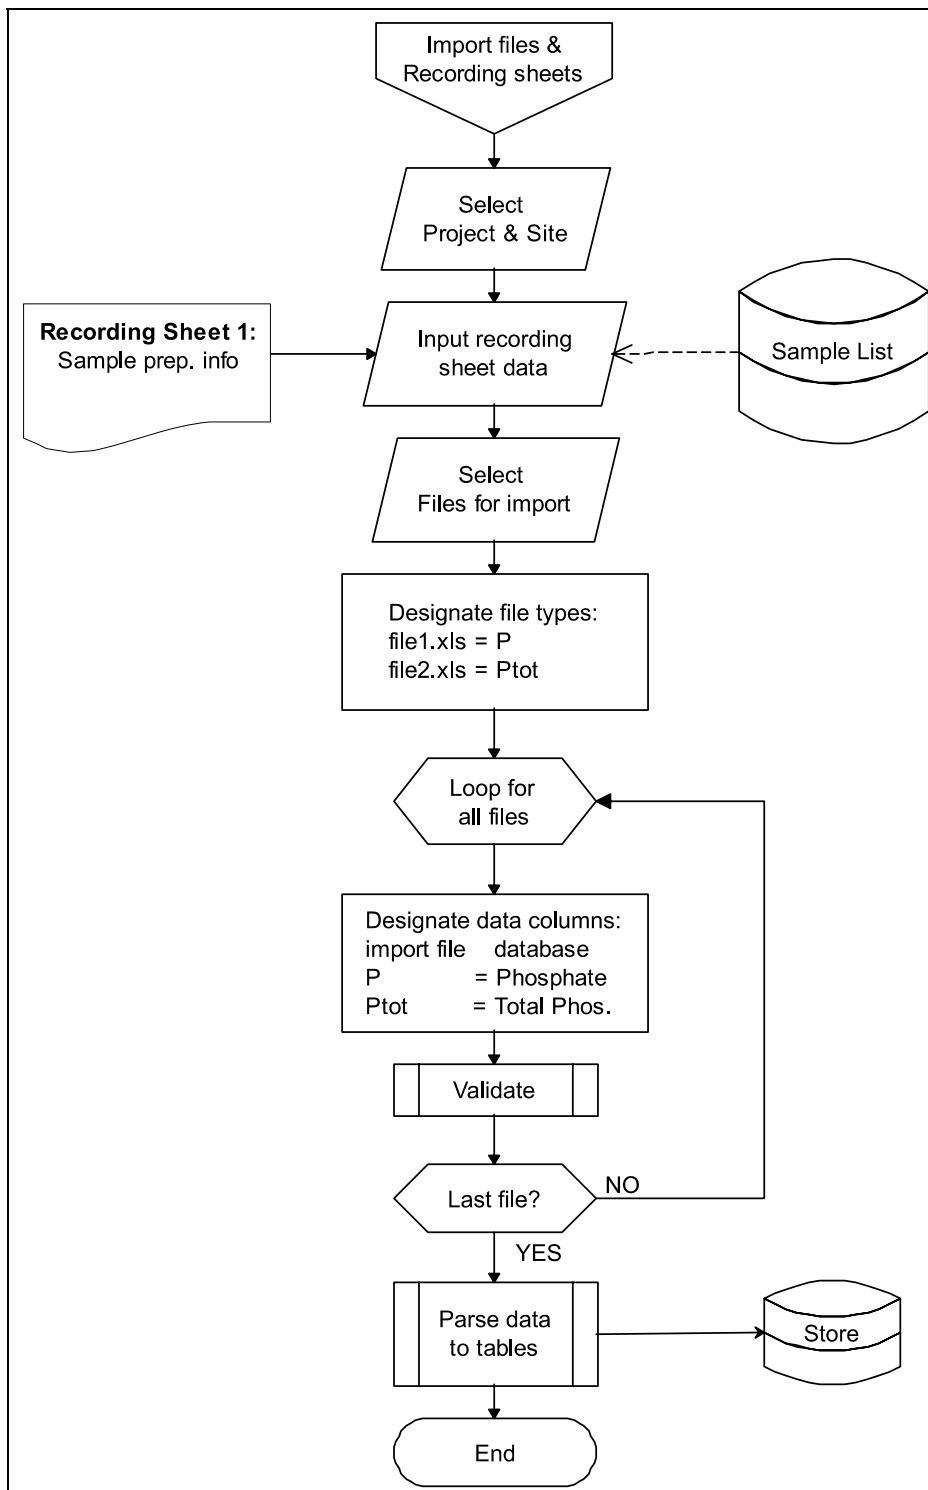 Import files &
Recording sheets
Select
Project & Site
Recording Sheet 1:
Sample prep. info
Input recording
sheet data
Sample List
Select
Files for import
Designate file types:
file1.xls = P
file2.xls = Ptot
Loop for
all files
Designate data columns:
import file database
P = Phosphate
Ptot = Total Phos.
Validate
Last file?
NO
YES
Parse data
to tables
Store
End